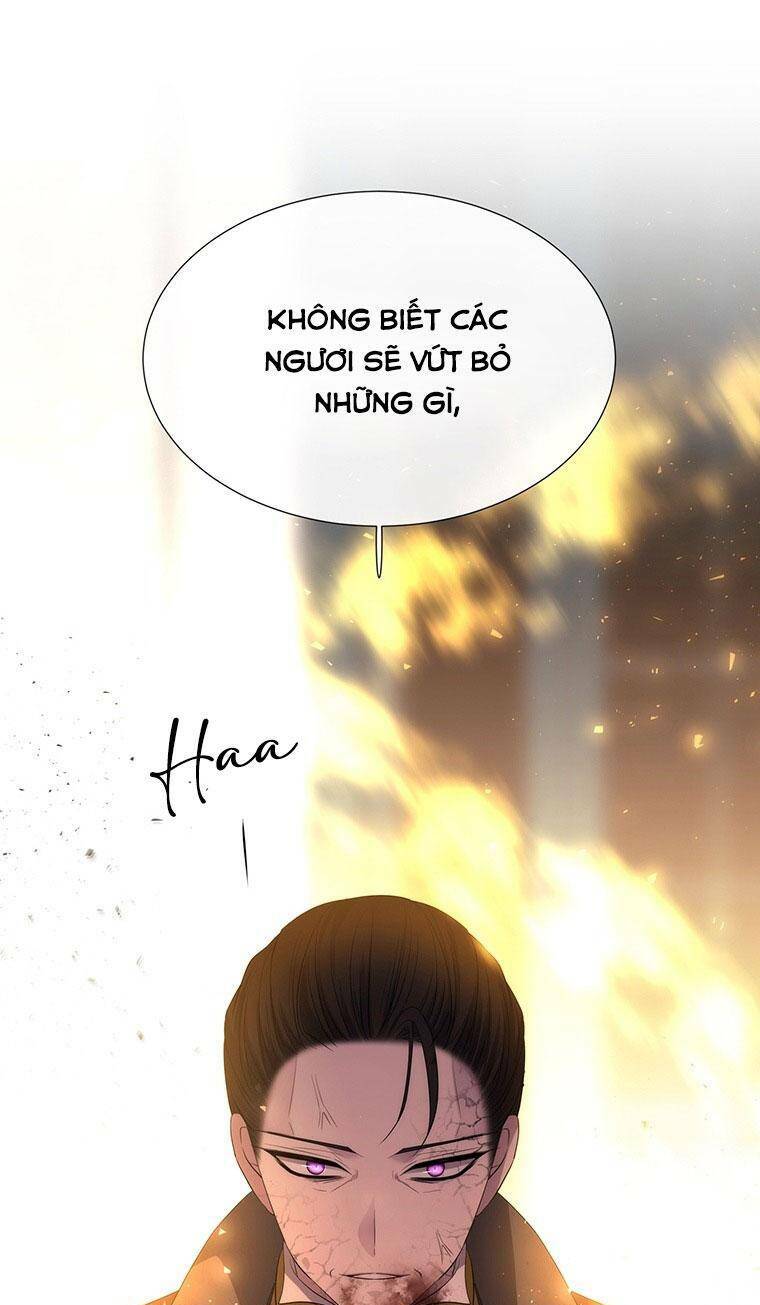 KHÔNG BIẾT CÁC
NGƯƠI SẼ VỨT BỎ
NHỮNG GÌ,
Haa